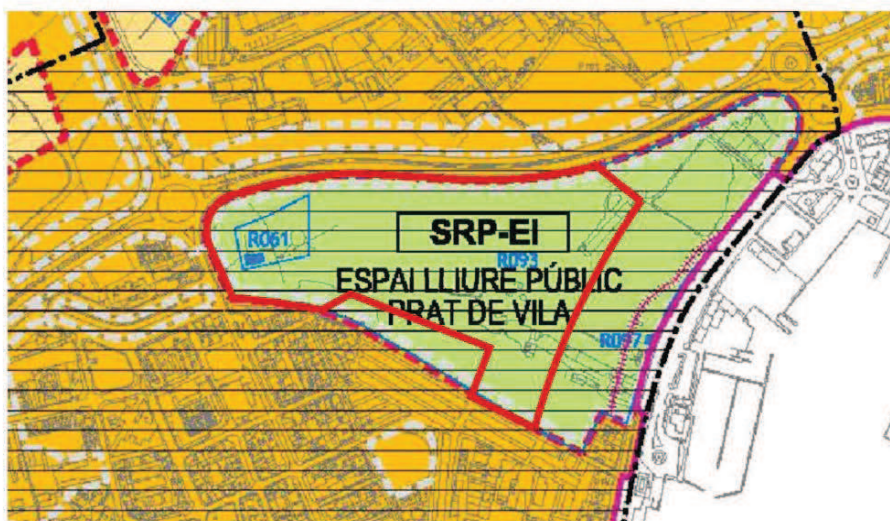 SRP-EI
R061
R093
ESPAI LLIURE PÚBLIC
PRAT DE VILA
R097